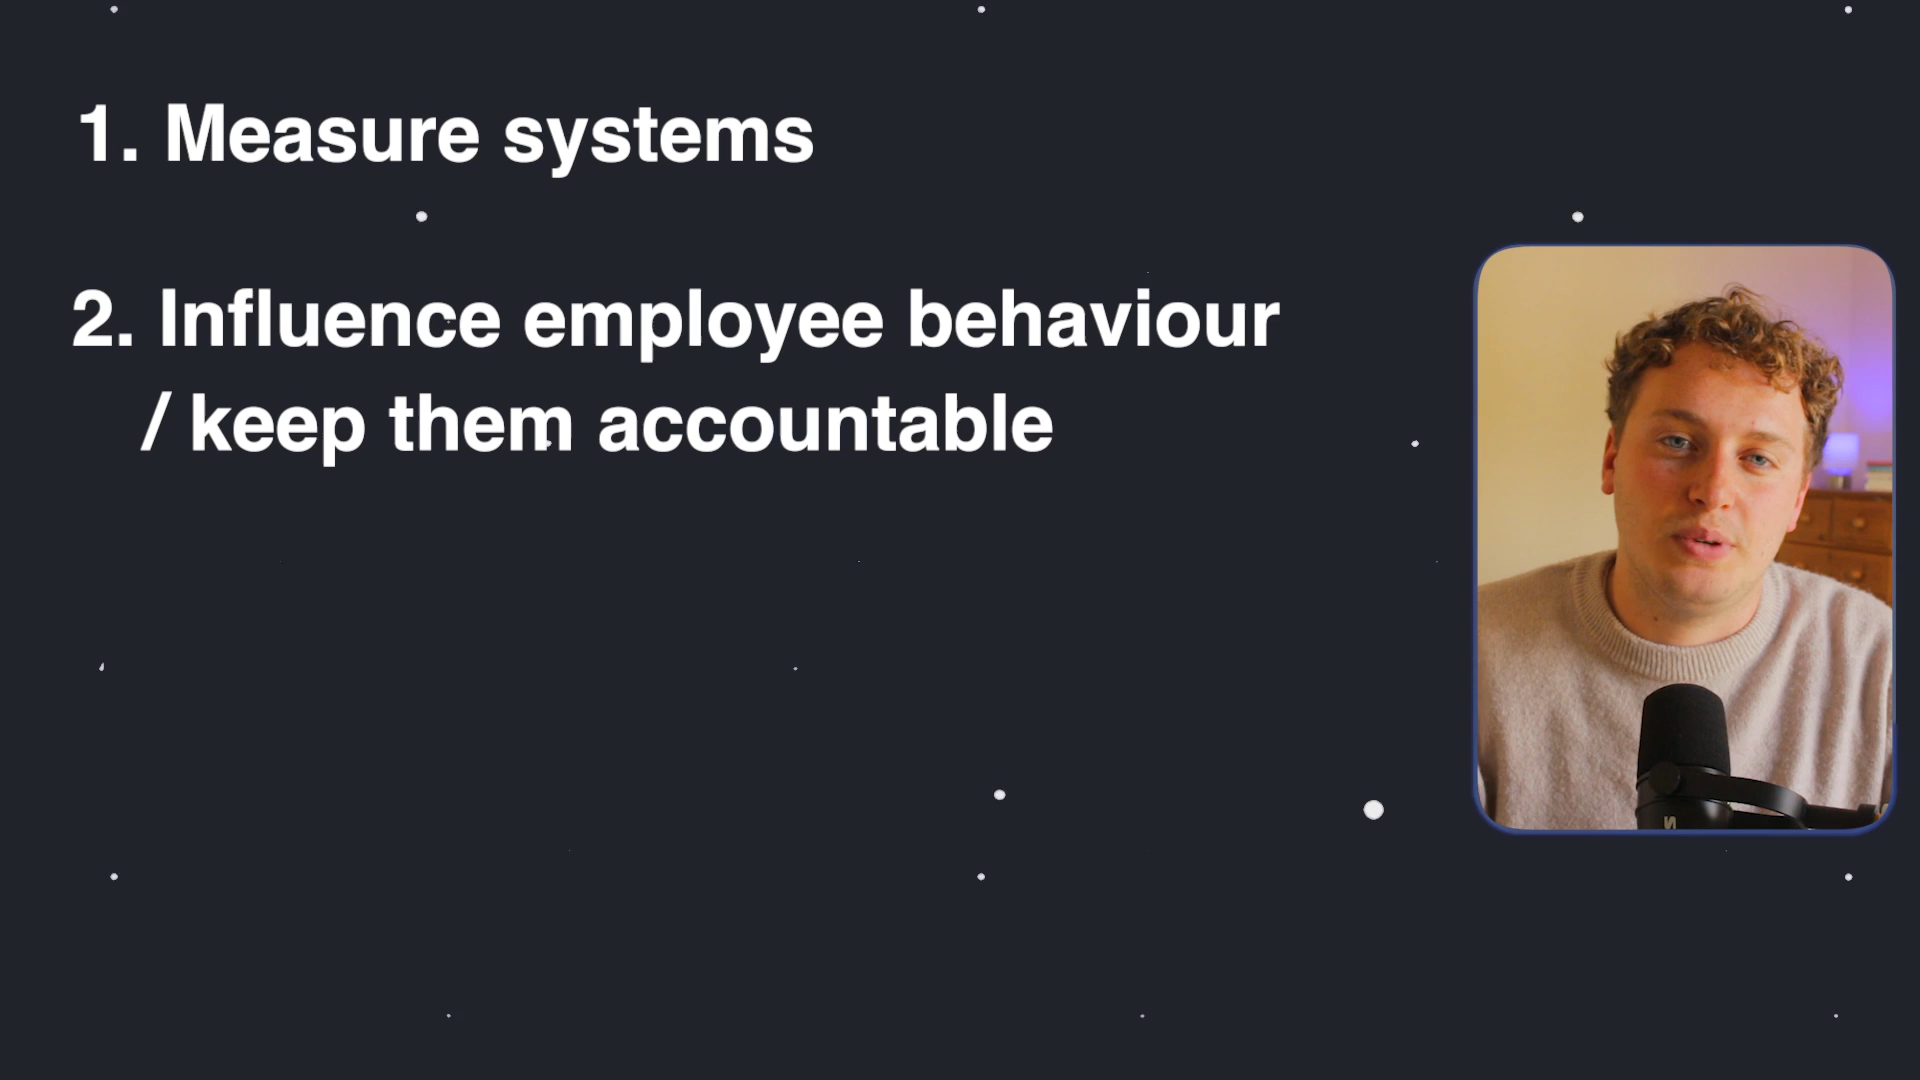 1. Measure systems
2. Influence employee behaviour
/ keep them accountable